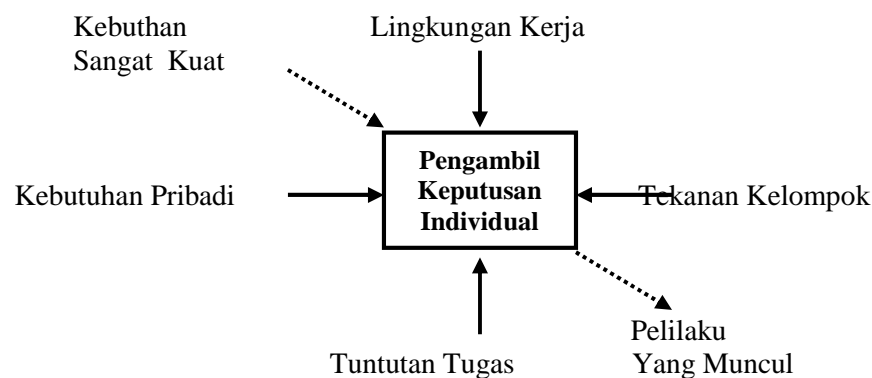 Kebuthan
Sangat Kuat
Lingkungan Kerja
Pengambil
Keputusan
Individual
Kebutuhan Pribadi
Tekanan Kelompok
Pelilaku
Yang Muncul
Tuntutan Tugas